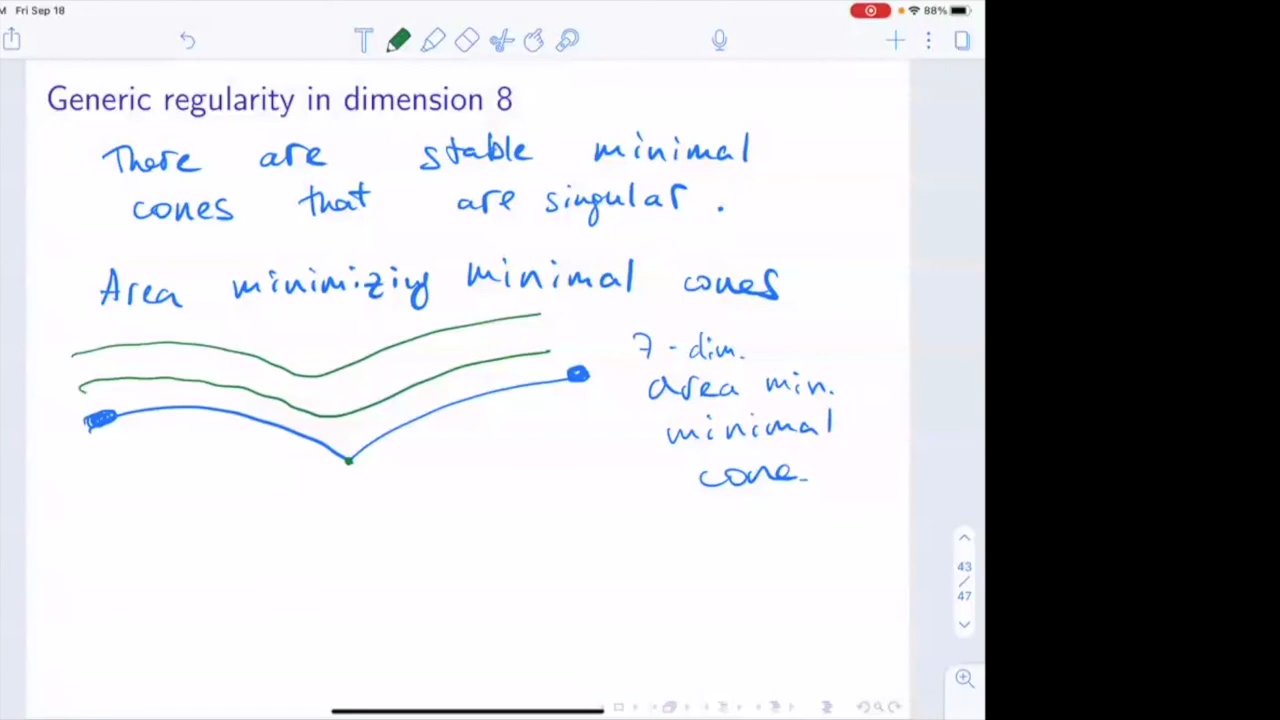 M Fri Sep 18
88%
Generic regularity in dimension 8
There are stable minimal
cones that are singular.
Area minimizing minimal cones
7-dim.
area min.
minimal
cone.
43
/
47